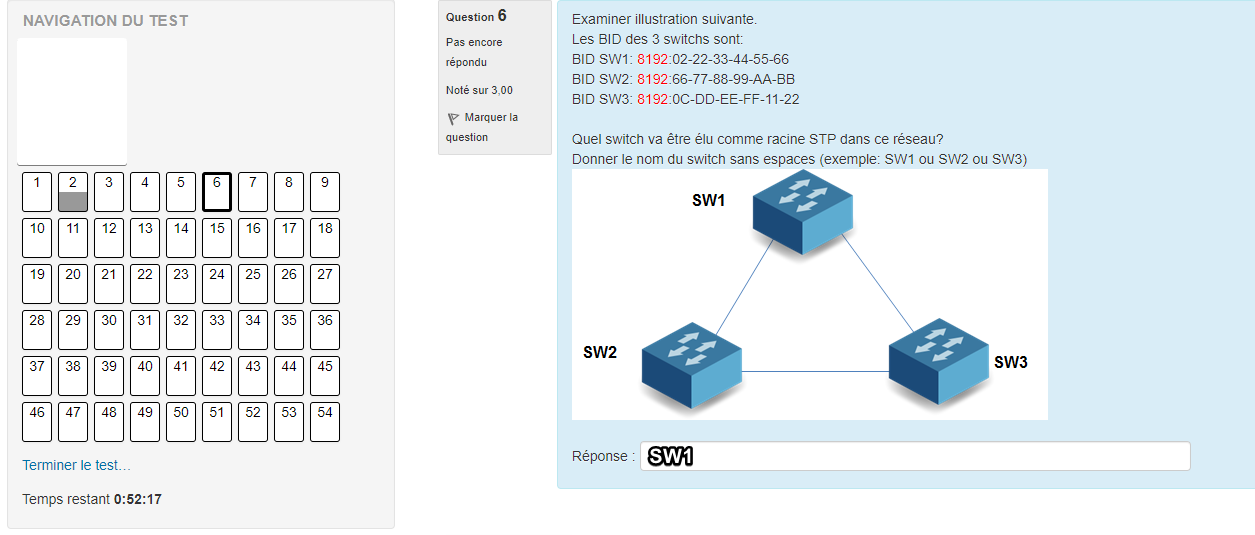 NAVIGATION DU TEST
1 2 3 4 5 6 7 8 9
10 11 12 13 14 15 16 17 18
19 20 21 22 23 24 25 26 27
28 29 30 31 32 33 34 35 36
37 38 39 40 41 42 43 44 45
46 47 48 49 50 51 52 53 54
Terminer le test…
Temps restant 0:52:17
Question 6
Pas encore
répondu
Noté sur 3,00
Marquer la
question
Examiner illustration suivante.
Les BID des 3 switchs sont:
BID SW1: 8192:02-22-33-44-55-66
BID SW2: 8192:66-77-88-99-AA-BB
BID SW3: 8192:0C-DD-EE-FF-11-22
Quel switch va être élu comme racine STP dans ce réseau?
Donner le nom du switch sans espaces (exemple: SW1 ou SW2 ou SW3)
SW1
SW2
SW3
Réponse : SW1